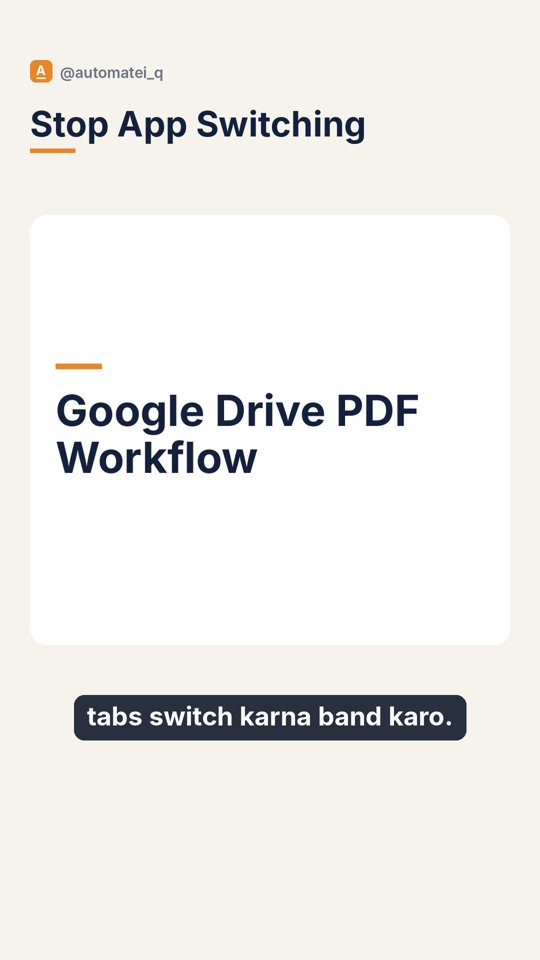 A
@automatei_q
Stop App Switching
Google Drive PDF
Workflow
tabs switch karna band karo.